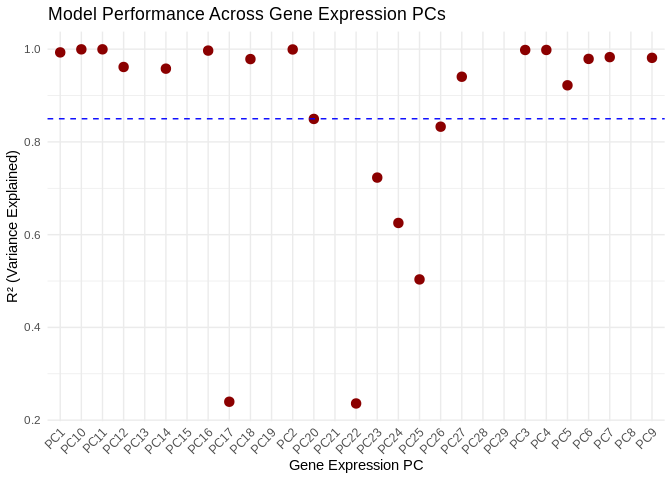 Model Performance Across Gene Expression PCs
R² (Variance Explained)
1.0
0.8
0.6
0.4
0.2
PC1 PC10 PC11 PC12 PC13 PC14 PC15 PC16 PC17 PC18 PC19 PC2 PC20 PC21 PC22 PC23 PC24 PC25 PC26 PC27 PC28 PC29 PC3 PC4 PC5 PC6 PC7 PC8 PC9
Gene Expression PC